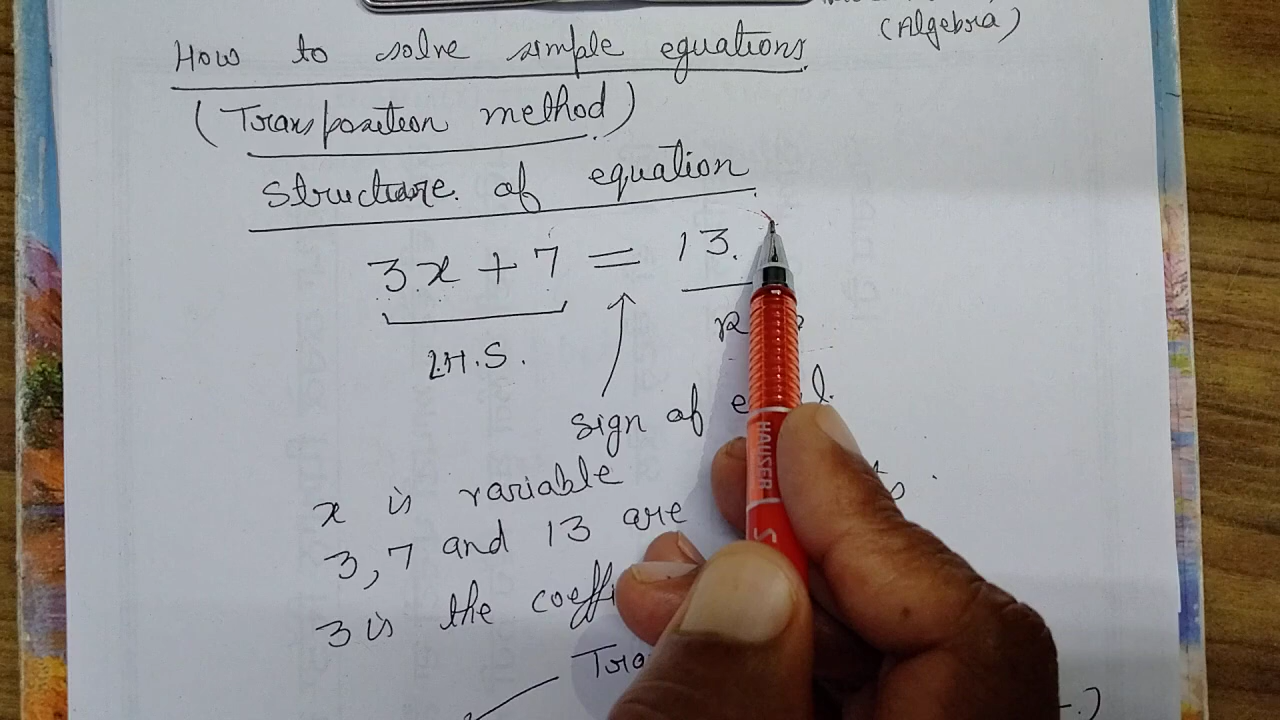 (Algebra)
How to solve simple equations.
(Transposition method)
structure of equation
3x + 7 = 13.
L.H.S.
sign of
x is variable
3, 7 and 13 are
3 is the
HAUSER